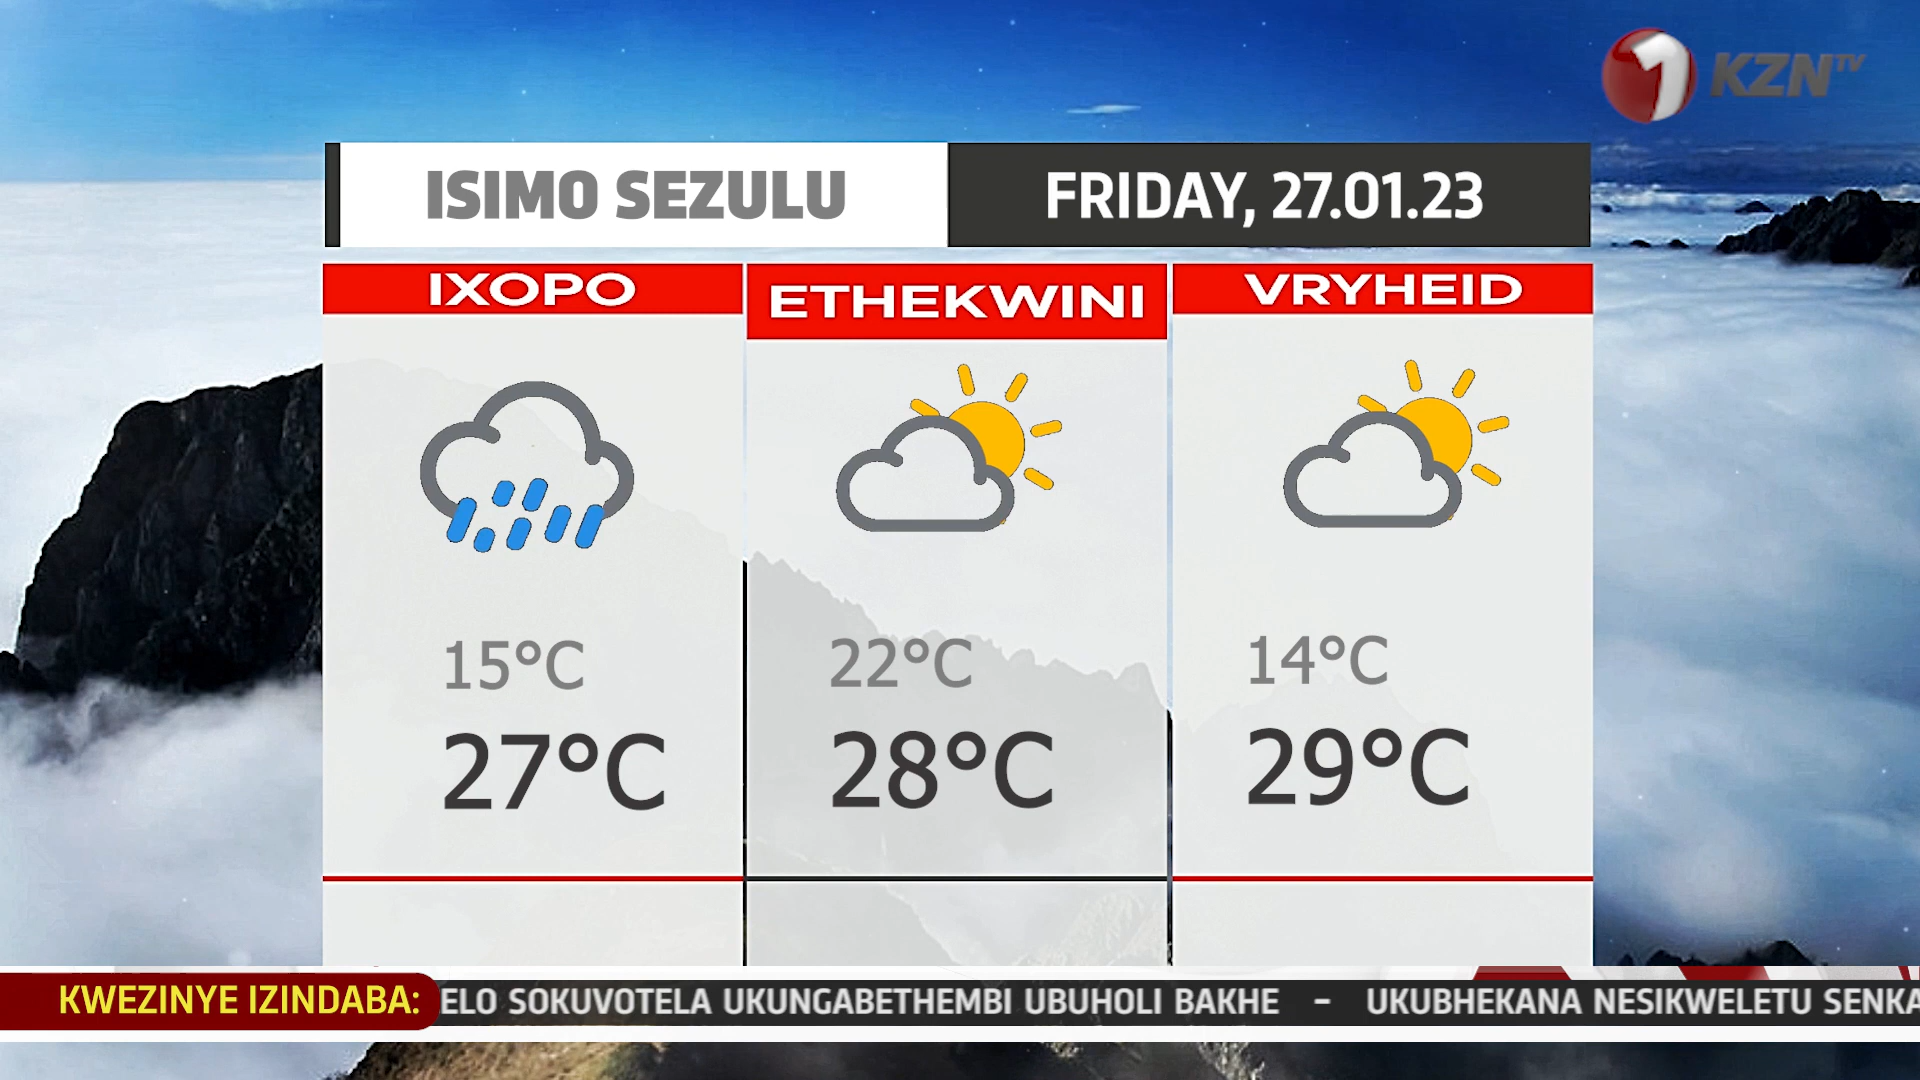 1 KZN TV
ISIMO SEZULU
FRIDAY, 27.01.23
IXOPO
ETHEKWINI
VRYHEID
15°C
22°C
14°C
27°C
28°C
29°C
KWEZINYE IZINDABA: ELO SOKUVOTELA UKUNGABETHEMBI UBUHOLI BAKHE – UKUBHEKANA NESIKWELETU SENKA